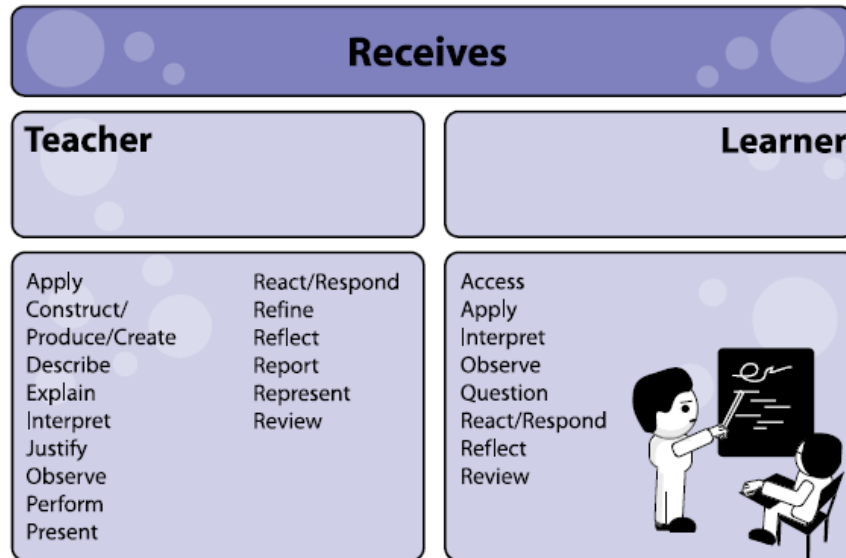 Receives
Teacher
Learner
Apply
Construct/
Produce/Create
Describe
Explain
Interpret
Justify
Observe
Perform
Present
React/Respond
Refine
Reflect
Report
Represent
Review
Access
Apply
Interpret
Observe
Question
React/Respond
Reflect
Review